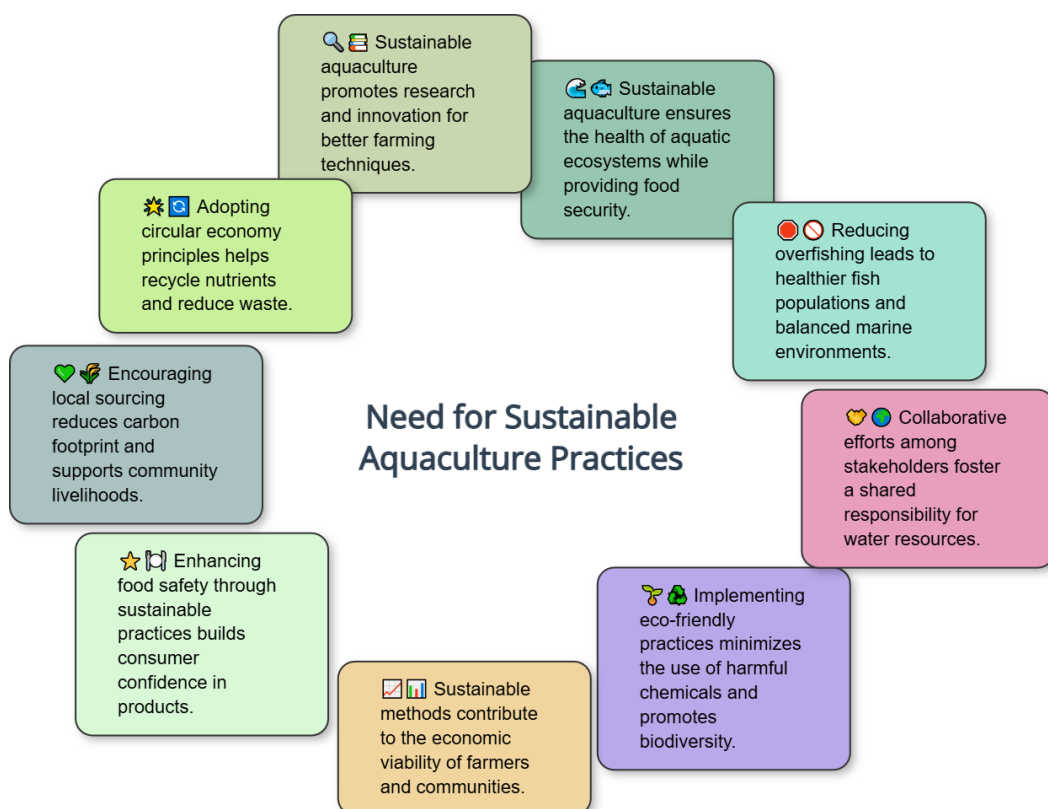 🔍📚 Sustainable
aquaculture
promotes research
and innovation for
better farming
techniques.
🌊🐟 Sustainable
aquaculture ensures
the health of aquatic
ecosystems while
providing food
security.
🛑🚫 Reducing
overfishing leads to
healthier fish
populations and
balanced marine
environments.
🤝🌍 Collaborative
efforts among
stakeholders foster
a shared
responsibility for
water resources.
🌱♻️ Implementing
eco-friendly
practices minimizes
the use of harmful
chemicals and
promotes
biodiversity.
📈📊 Sustainable
methods contribute
to the economic
viability of farmers
and communities.
⭐🍽️ Enhancing
food safety through
sustainable
practices builds
consumer
confidence in
products.
💚🌾 Encouraging
local sourcing
reduces carbon
footprint and
supports community
livelihoods.
🌟🔄 Adopting
circular economy
principles helps
recycle nutrients
and reduce waste.
Need for Sustainable
Aquaculture Practices